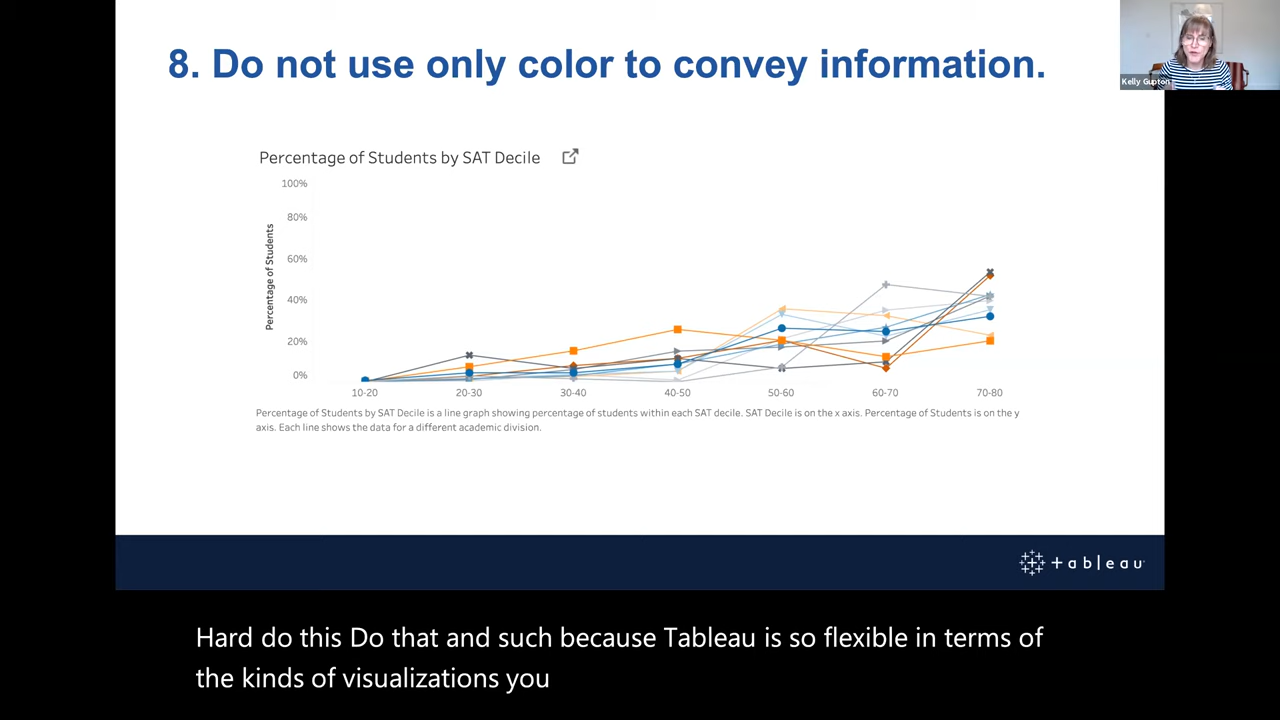 8. Do not use only color to convey information.
Kelly Gupton
Percentage of Students by SAT Decile
100%
80%
60%
40%
20%
0%
Percentage of Students
10-20 20-30 30-40 40-50 50-60 60-70 70-80
Percentage of Students by SAT Decile is a line graph showing percentage of students within each SAT decile. SAT Decile is on the x axis. Percentage of Students is on the y
axis. Each line shows the data for a different academic division.
+ableau
Hard do this Do that and such because Tableau is so flexible in terms of
the kinds of visualizations you